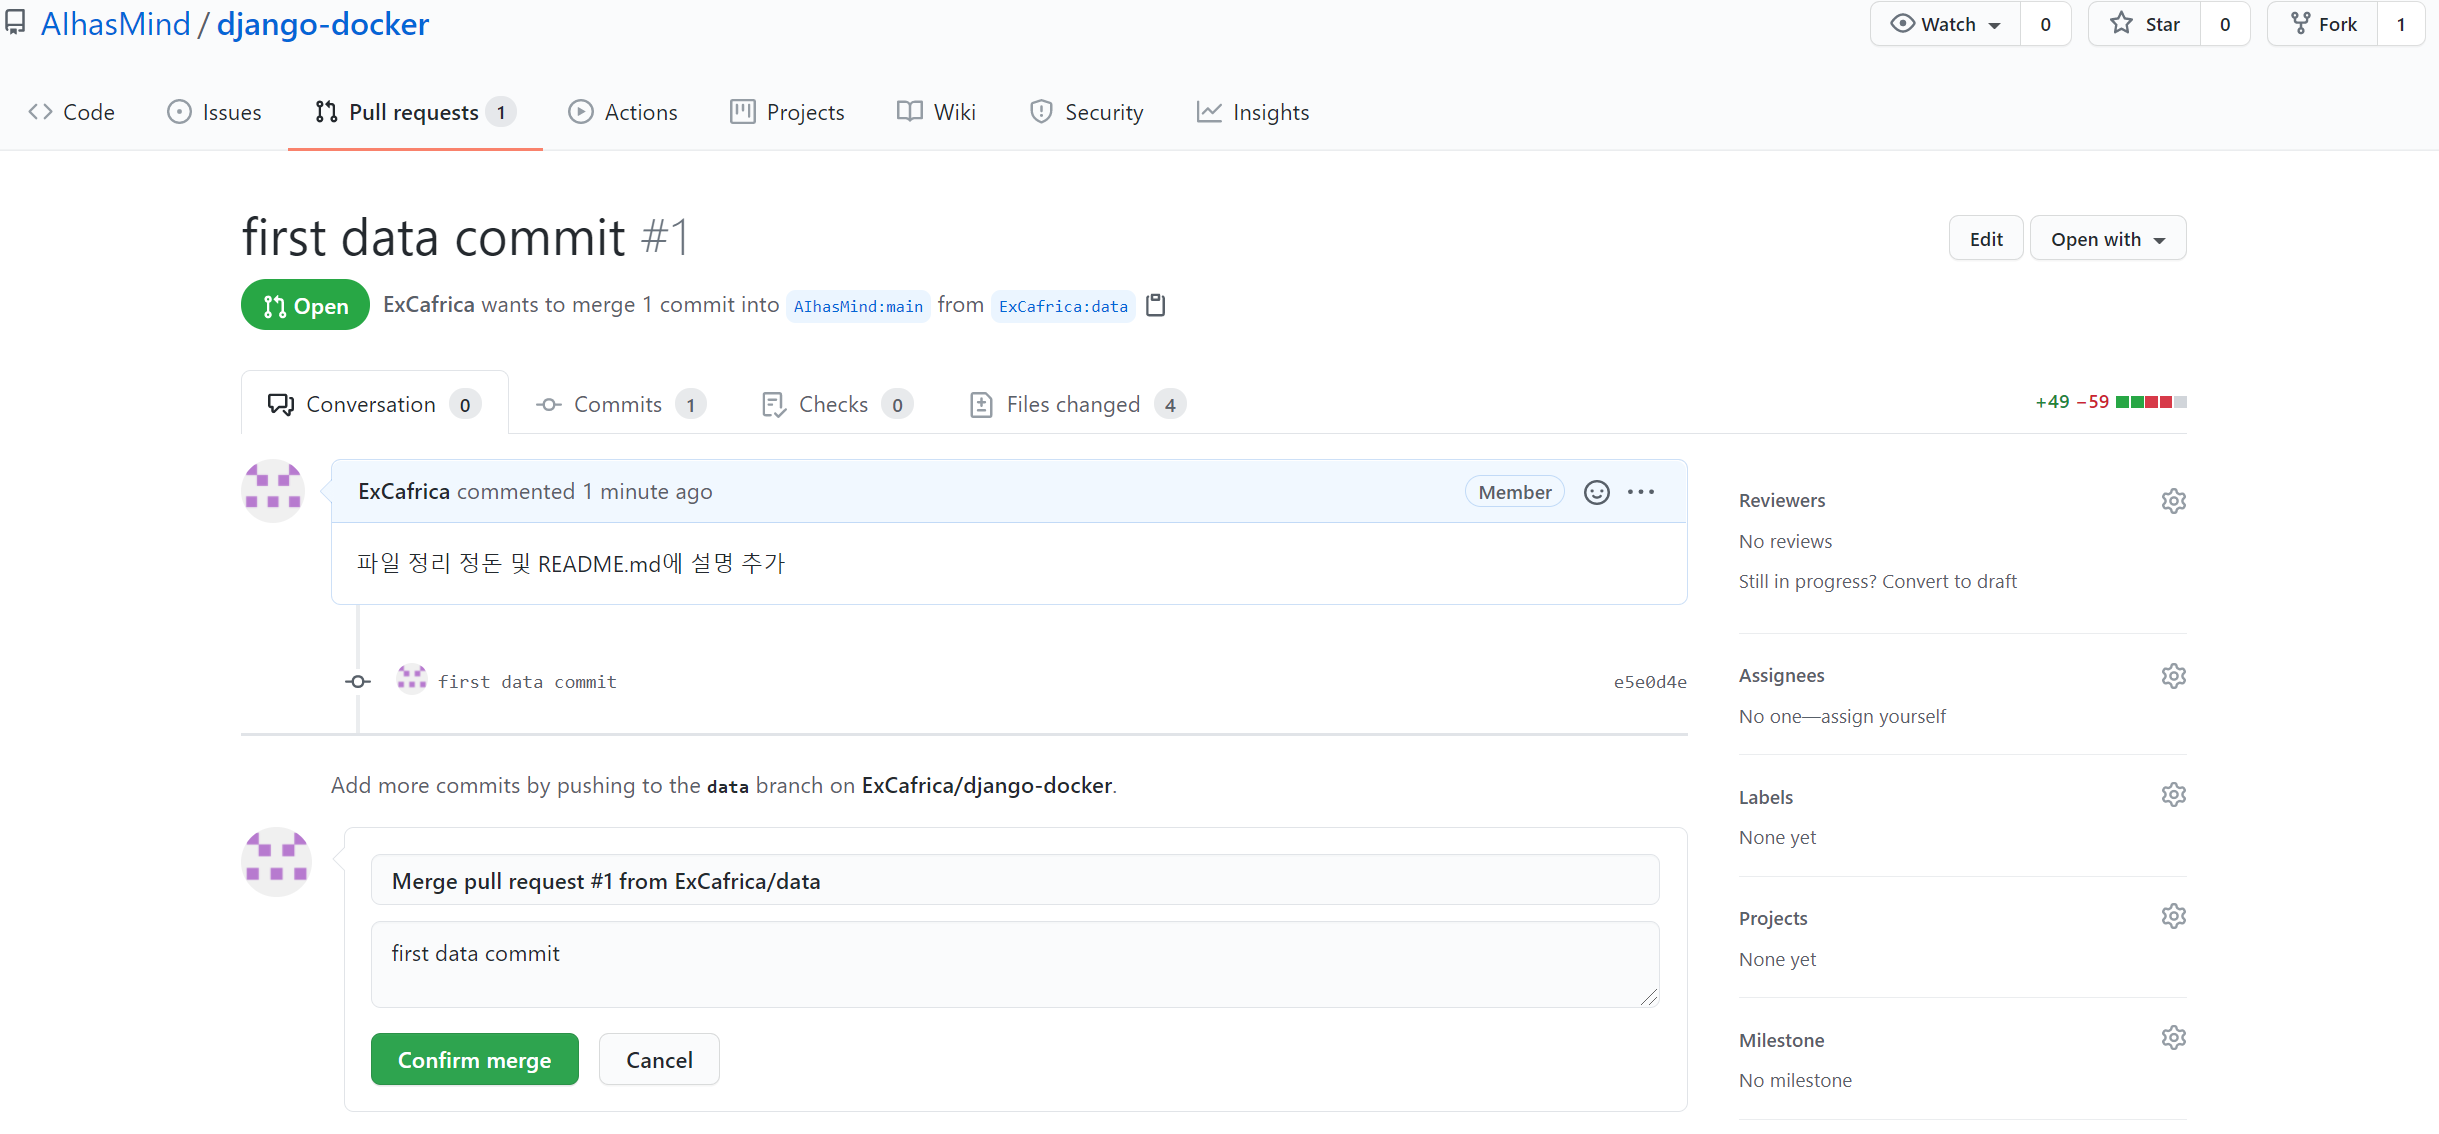 AIhasMind / django-docker
Watch 0 Star 0 Fork 1
Code Issues Pull requests 1 Actions Projects Wiki Security Insights
first data commit #1
Edit Open with
Open ExCafrica wants to merge 1 commit into AIhasMind:main from ExCafrica:data
Conversation 0 Commits 1 Checks 0 Files changed 4
+49 −59
ExCafrica commented 1 minute ago
Member
파일 정리 정돈 및 README.md에 설명 추가
first data commit
e5e0d4e
Add more commits by pushing to the data branch on ExCafrica/django-docker.
Merge pull request #1 from ExCafrica/data
first data commit
Confirm merge Cancel
Reviewers
No reviews
Still in progress? Convert to draft
Assignees
No one—assign yourself
Labels
None yet
Projects
None yet
Milestone
No milestone